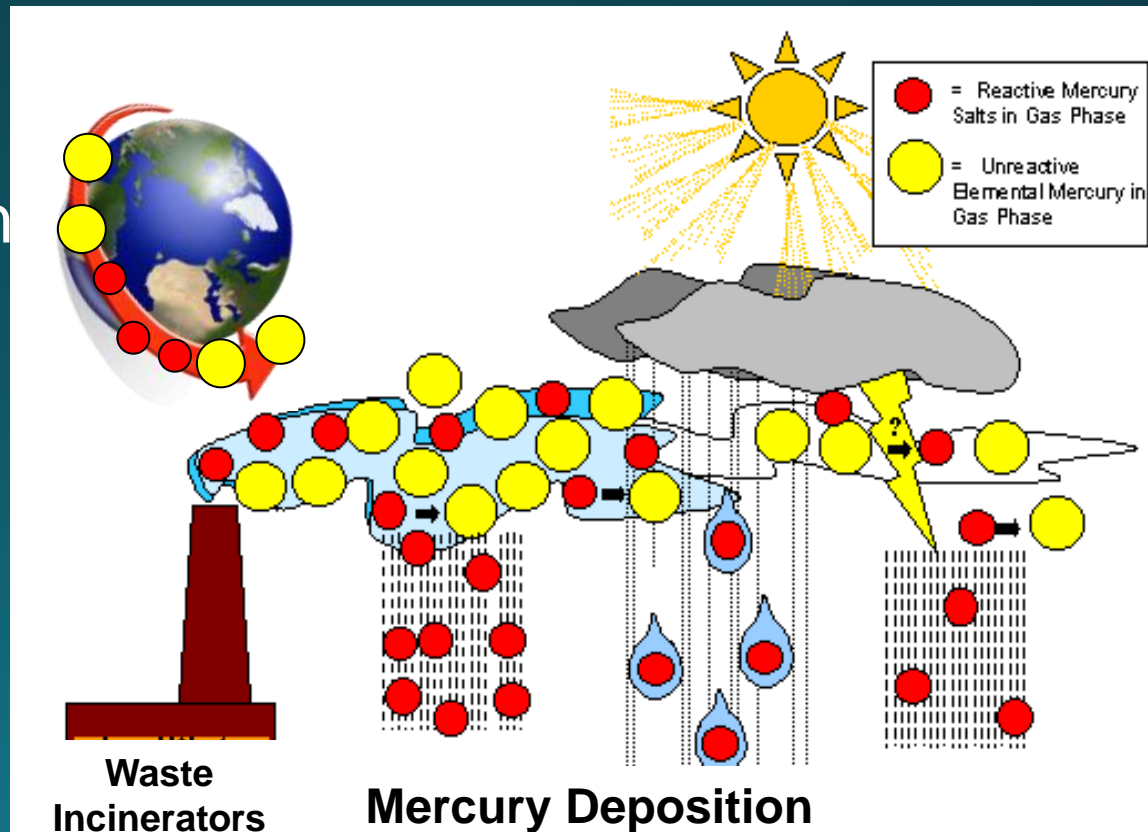 = Reactive Mercury
Salts in Gas Phase
= Unreactive
Elemental Mercury in
Gas Phase
n
?
Waste
Incinerators
Mercury Deposition